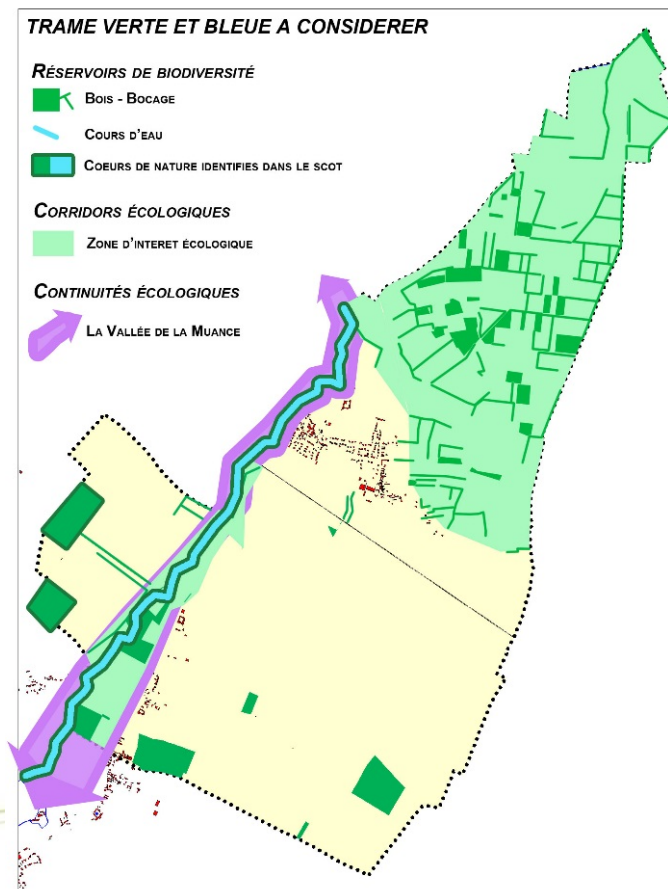 TRAME VERTE ET BLEUE A CONSIDERER
RÉSERVOIRS DE BIODIVERSITÉ
BOIS - BOCAGE
COURS D'EAU
COEURS DE NATURE IDENTIFIES DANS LE SCOT
CORRIDORS ÉCOLOGIQUES
ZONE D'INTERET ÉCOLOGIQUE
CONTINUITÉS ÉCOLOGIQUES
LA VALLÉE DE LA MUANCE